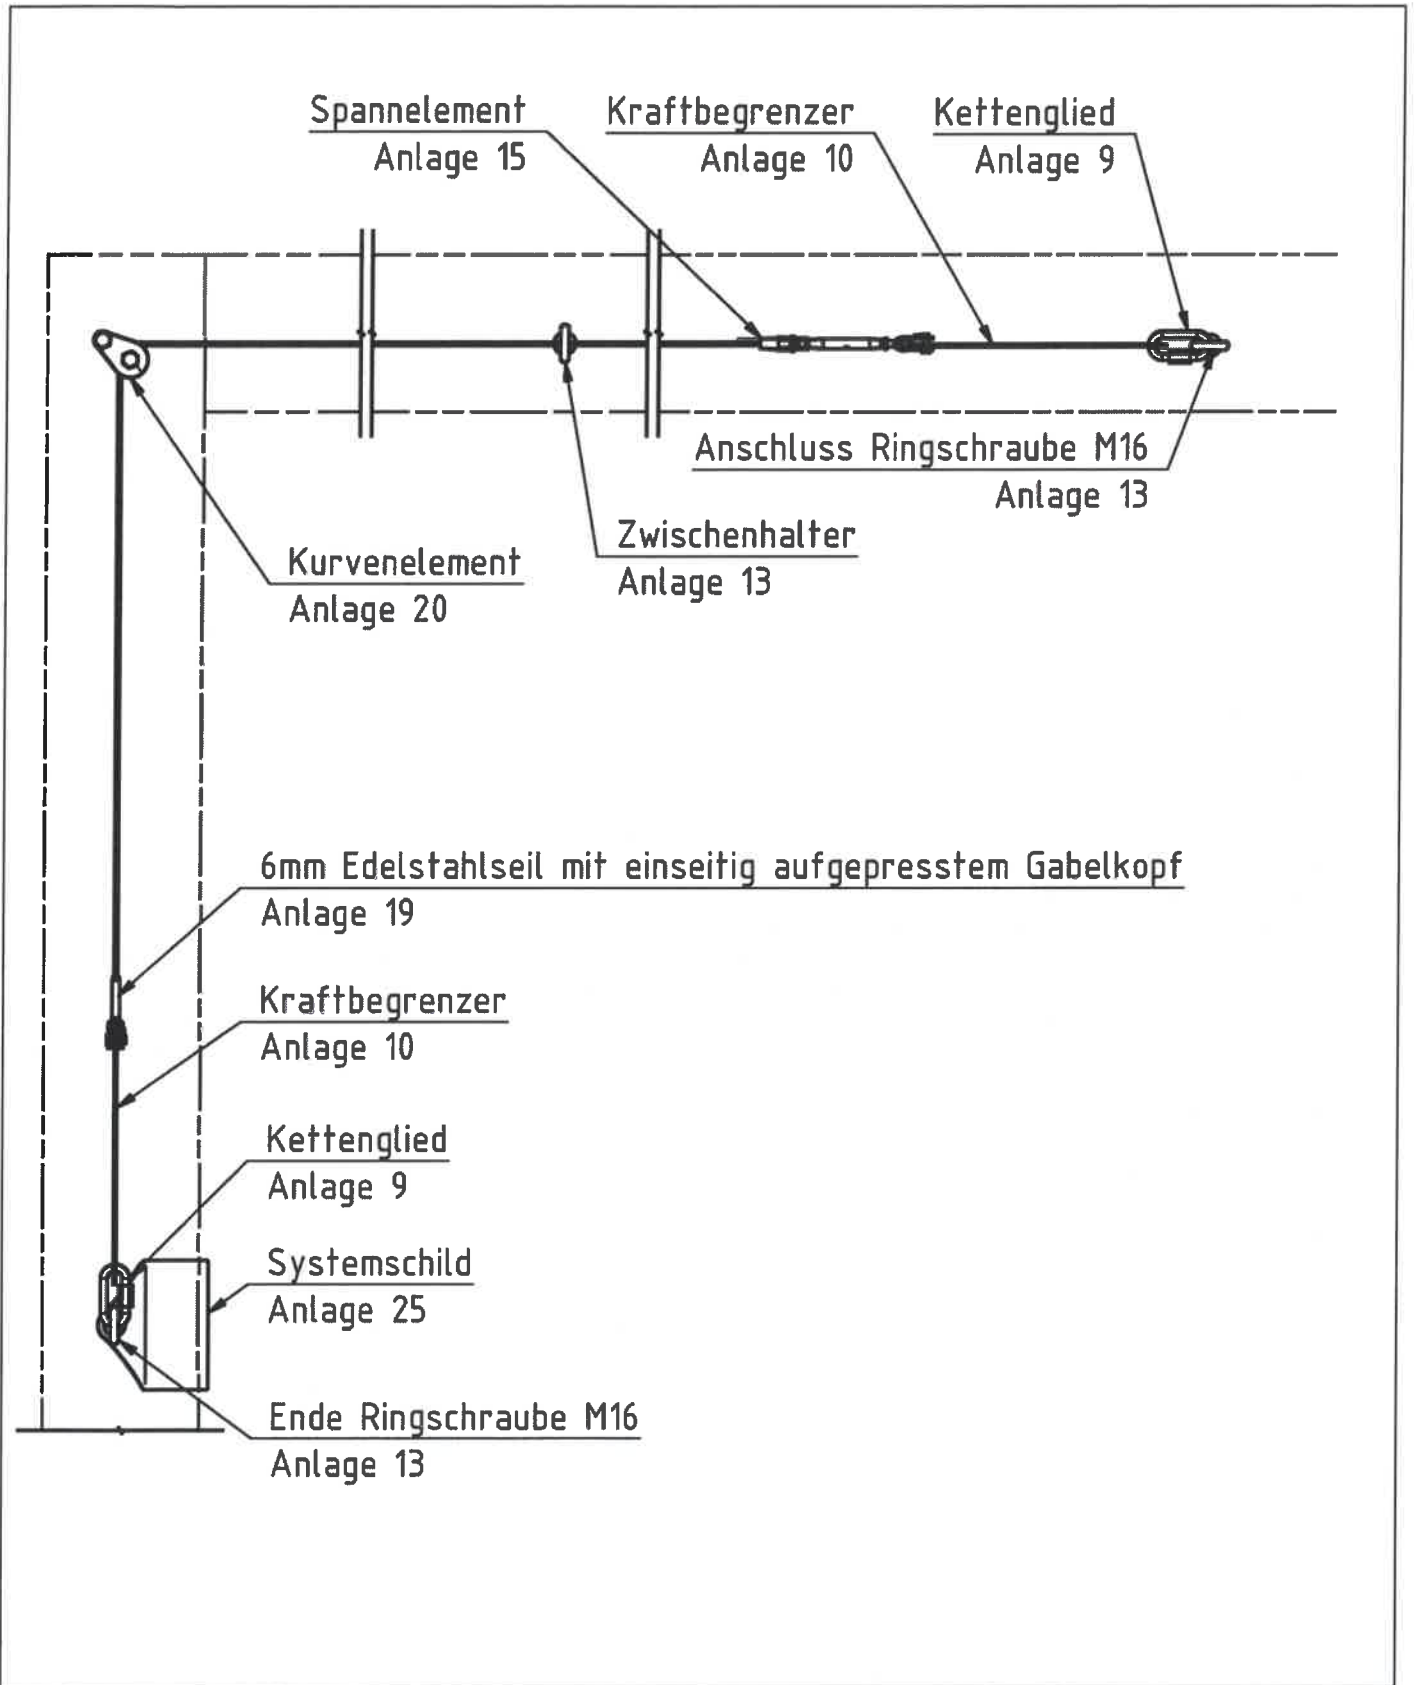 Spannelement
Anlage 15
Kraftbegrenzer
Anlage 10
Kettenglied
Anlage 9
Anschluss Ringschraube M16
Anlage 13
Zwischenhalter
Anlage 13
Kurvenelement
Anlage 20
6mm Edelstahlseil mit einseitig aufgepresstem Gabelkopf
Anlage 19
Kraftbegrenzer
Anlage 10
Kettenglied
Anlage 9
Systemschild
Anlage 25
Ende Ringschraube M16
Anlage 13